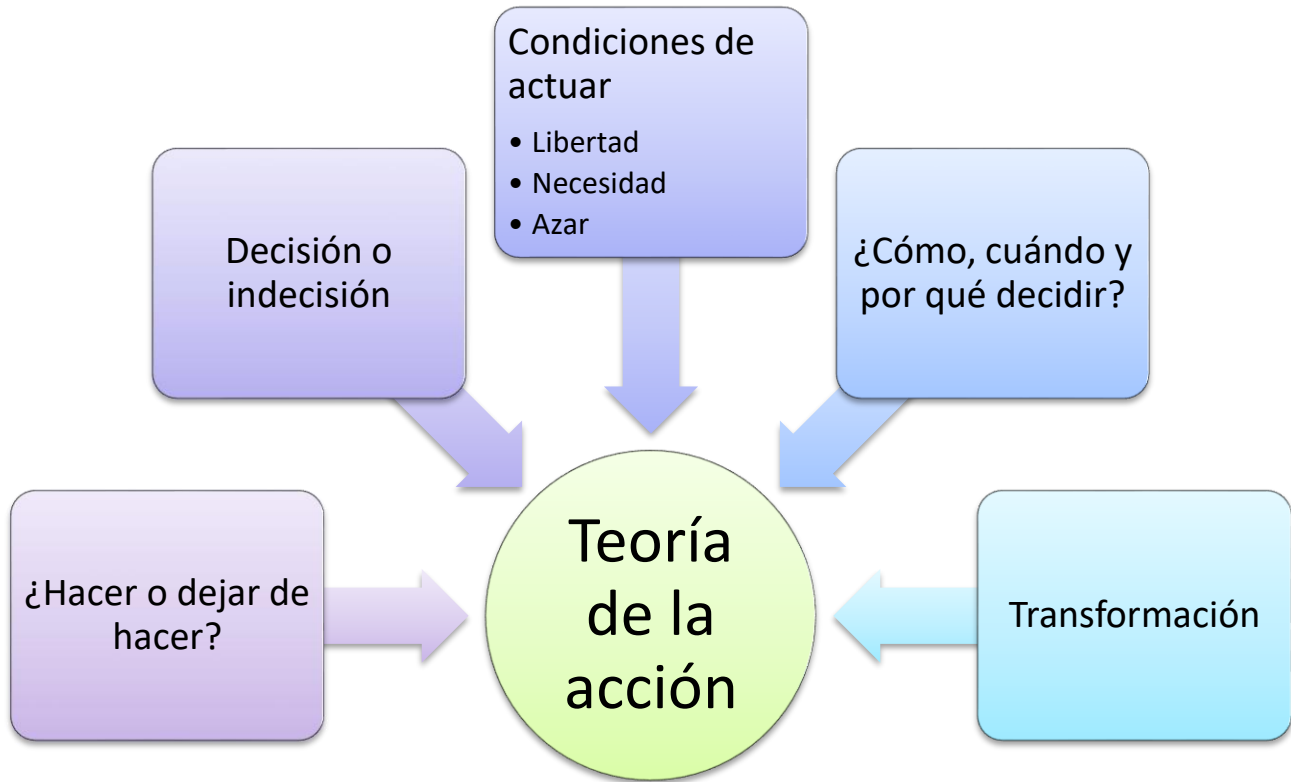 Condiciones de
actuar
• Libertad
• Necesidad
• Azar
Decisión o
indecisión
¿Cómo, cuándo y
por qué decidir?
¿Hacer o dejar de
hacer?
Teoría
de la
acción
Transformación